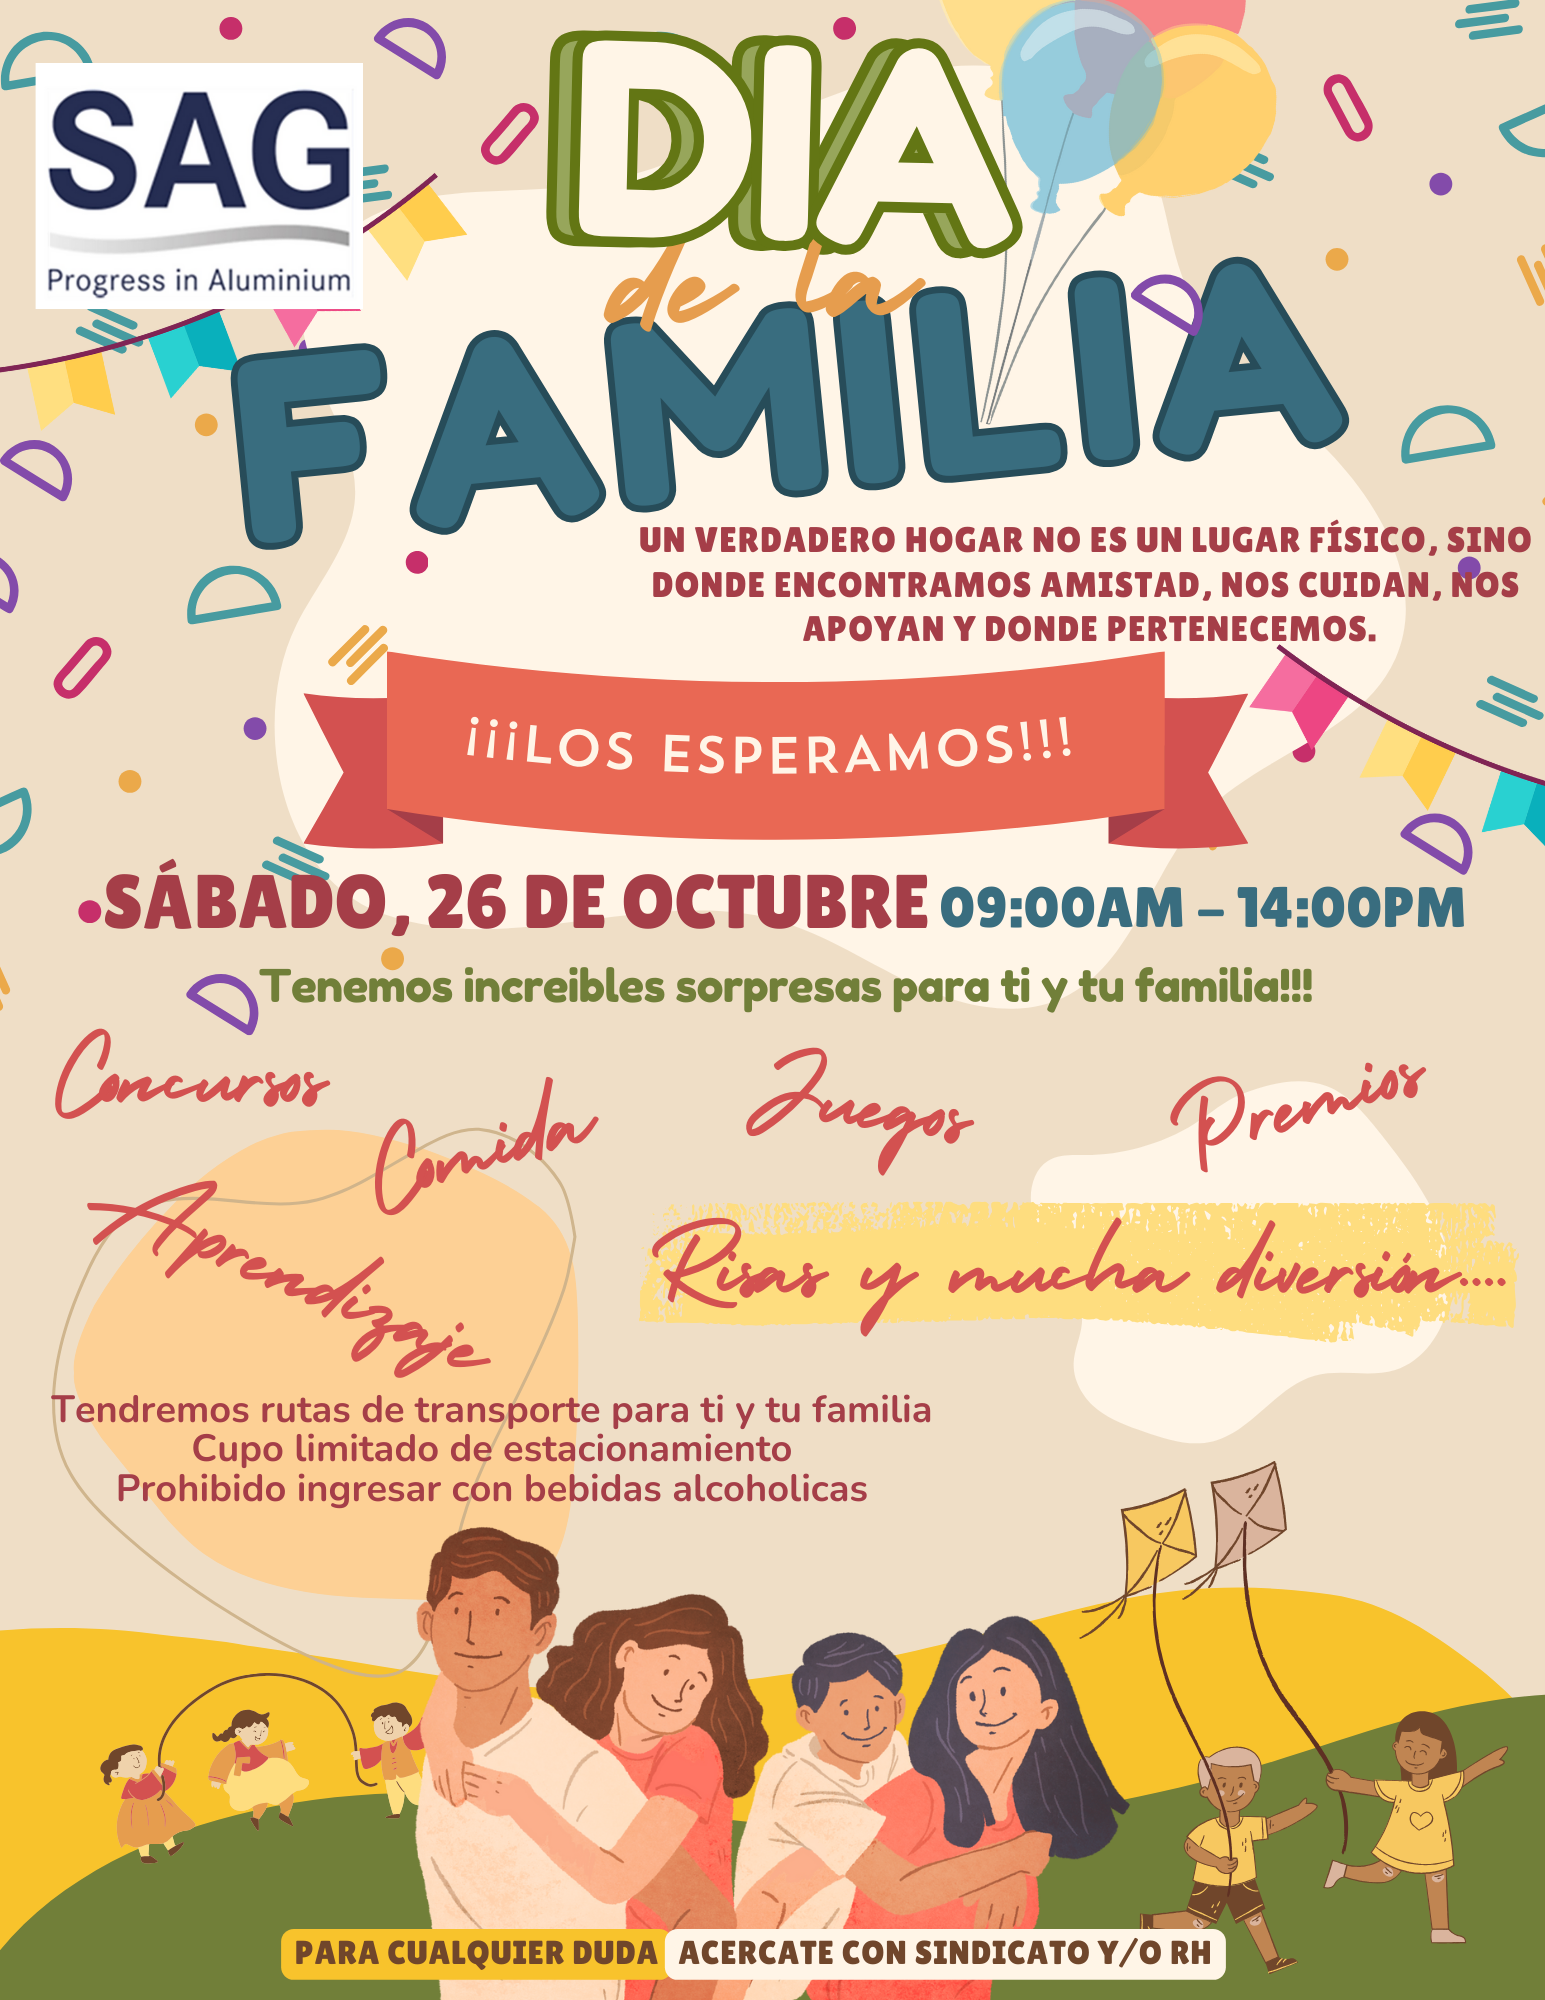 SAG
Progress in Aluminium
DIA
de la
FAMILIA
UN VERDADERO HOGAR NO ES UN LUGAR FÍSICO, SINO
DONDE ENCONTRAMOS AMISTAD, NOS CUIDAN, NOS
APOYAN Y DONDE PERTENECEMOS.
¡¡¡LOS ESPERAMOS!!!
SÁBADO, 26 DE OCTUBRE 09:00AM – 14:00PM
Tenemos increibles sorpresas para ti y tu familia!!!
Concursos
Comida
Juegos
Premios
Aprendizaje
Risas y mucha diversión....
Tendremos rutas de transporte para ti y tu familia
Cupo limitado de estacionamiento
Prohibido ingresar con bebidas alcoholicas
PARA CUALQUIER DUDA ACERCATE CON SINDICATO Y/O RH